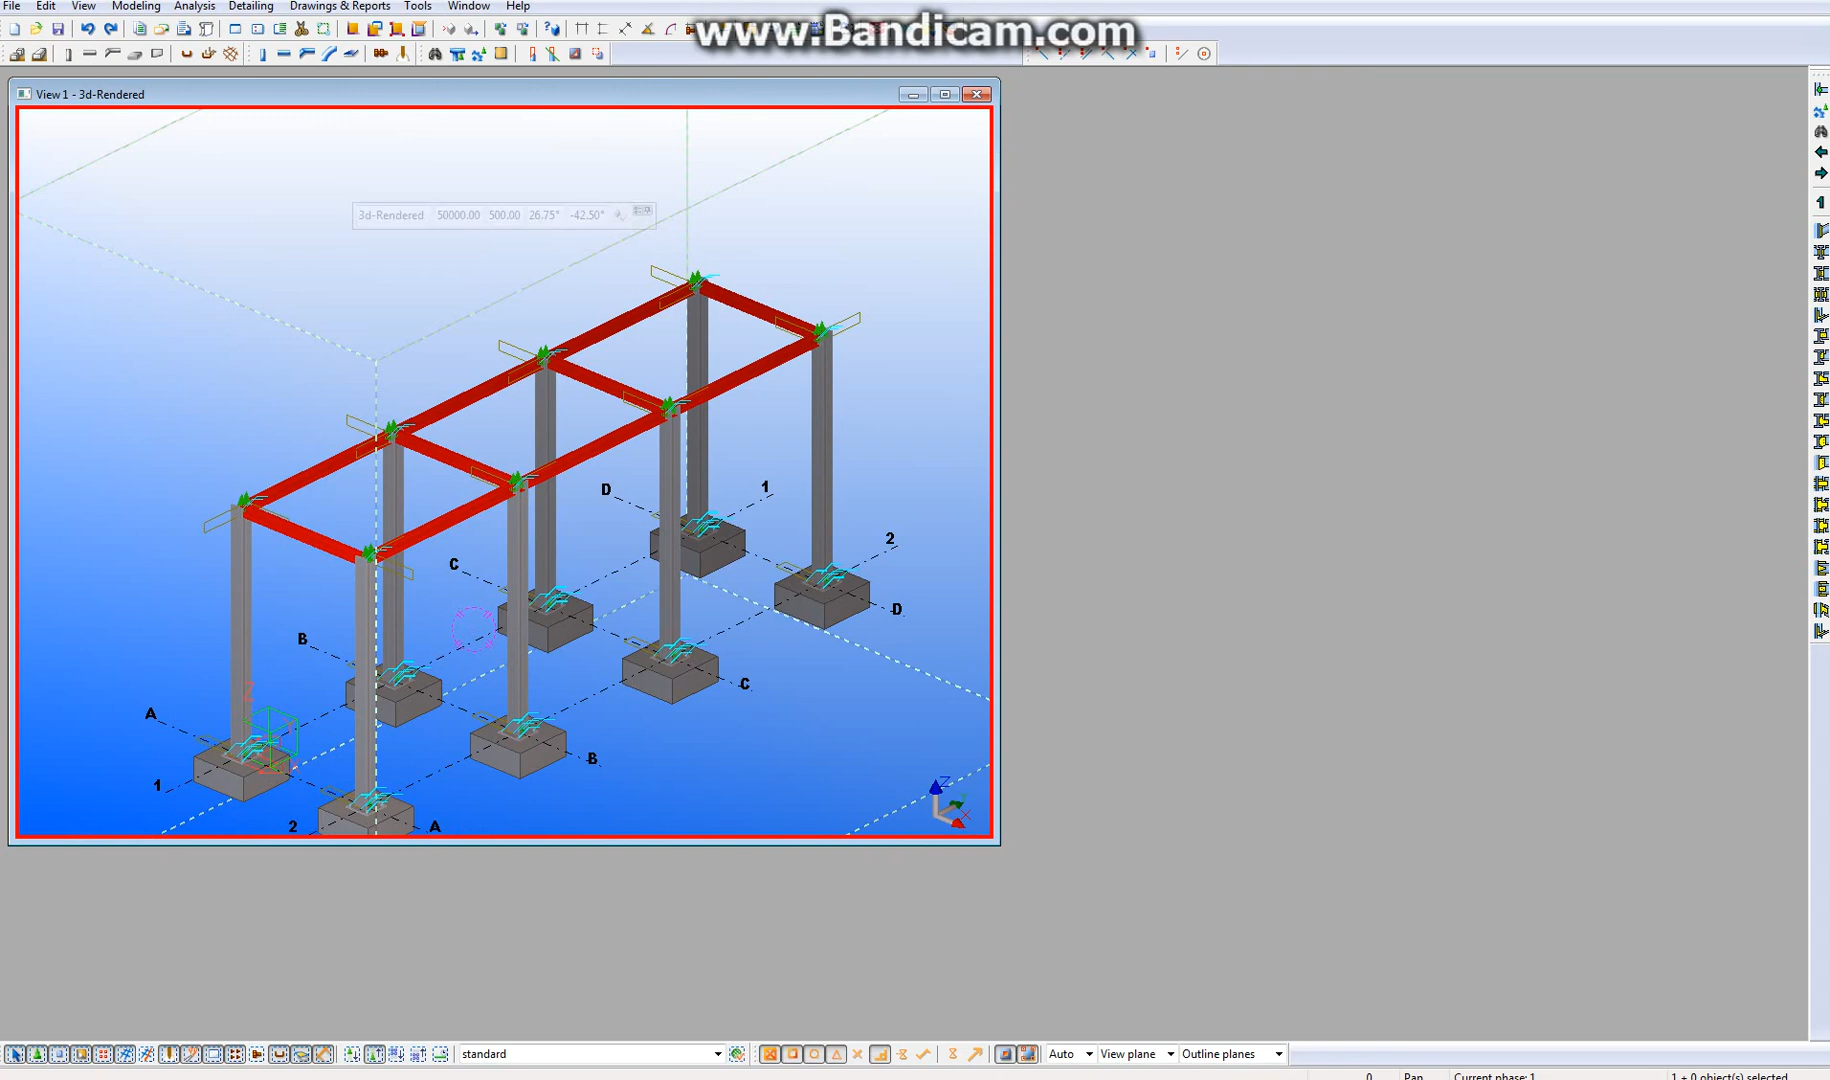 File Edit View Modeling Analysis Detailing Drawings & Reports Tools Window Help
www.Bandicam.com
View 1 - 3d-Rendered
3d-Rendered 50000.00 500.00 26.75° -42.50°
D
1
2
C
D
B
C
A
Z
B
1
2
A
Z
X
1
standard
Auto
View plane
Outline planes
0
Pan
Current phase: 1
1 + 0 object(s) selected